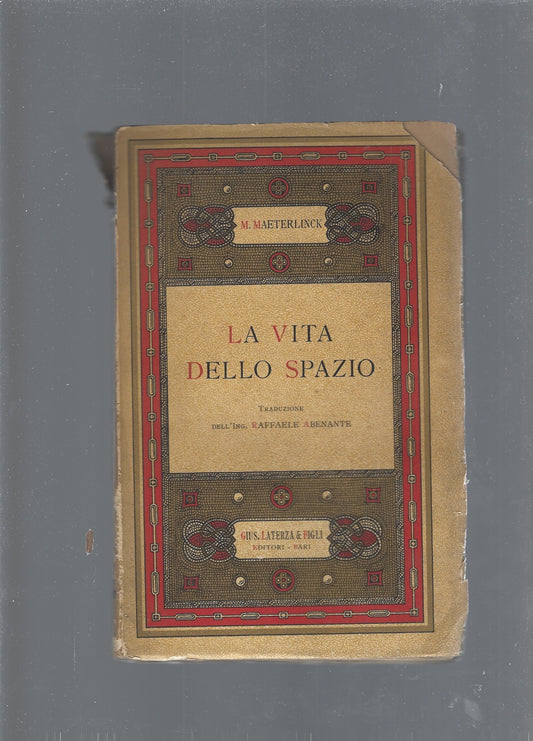 M. MAETERLINCK
LA VITA
DELLO SPAZIO
TRADUZIONE
DELL'ING. RAFFAELE ABENANTE
GIUS. LATERZA & FIGLI
EDITORI - BARI